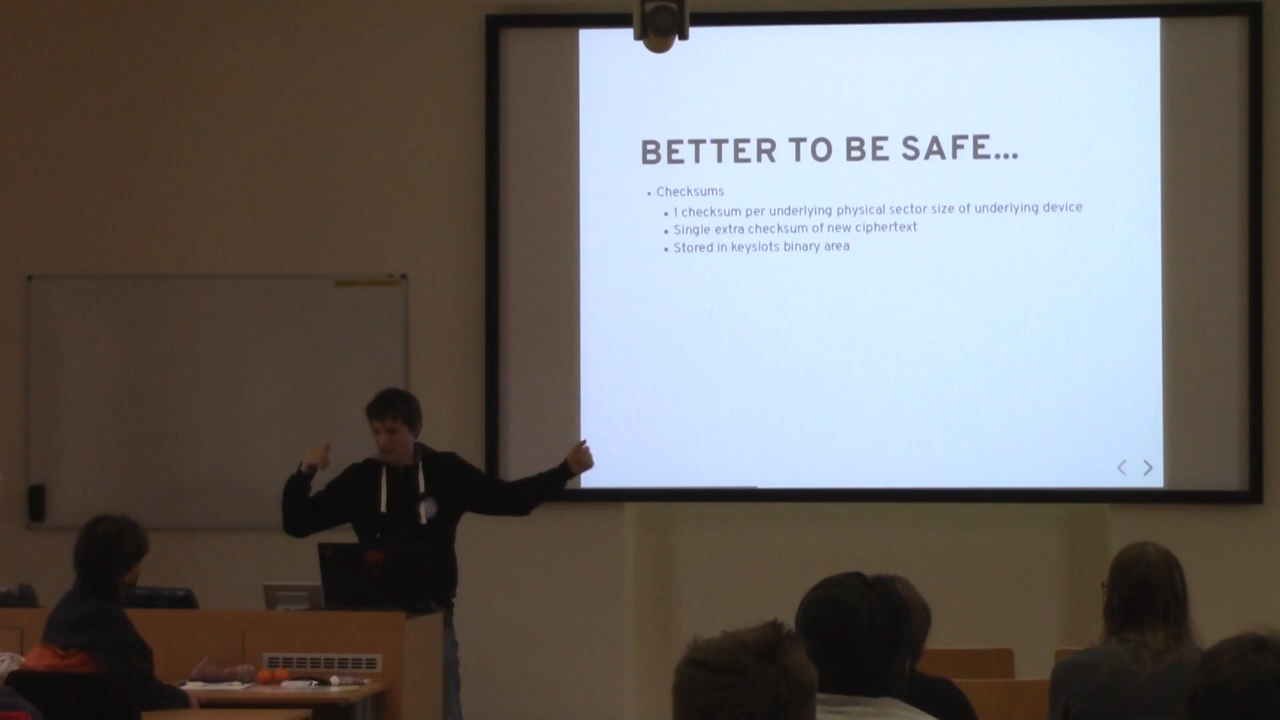 BETTER TO BE SAFE...
• Checksums
• 1 checksum per underlying physical sector size of underlying device
• Single extra checksum of new ciphertext
• Stored in keyslots binary area